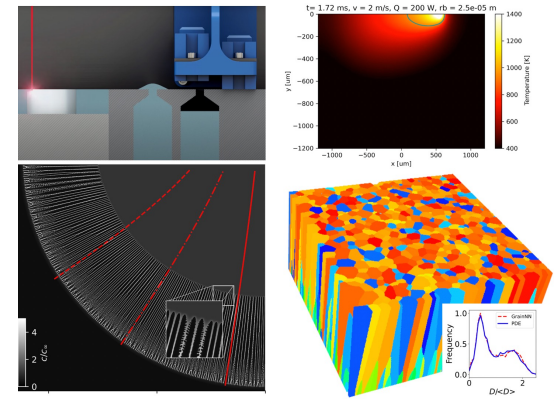 t= 1.72 ms, v = 2 m/s, Q = 200 W, rb = 2.5e-05 m
0
−200
−400
−600
−800
−1000
−1200
y [um]
−1000
−500
0
500
1000
x [um]
1400
1200
1000
800
600
400
Temperature [K]
4
2
0
c/c∞
1.0
0.5
0.0
Frequency
GrainNN
PDE
0
2
D/<D>